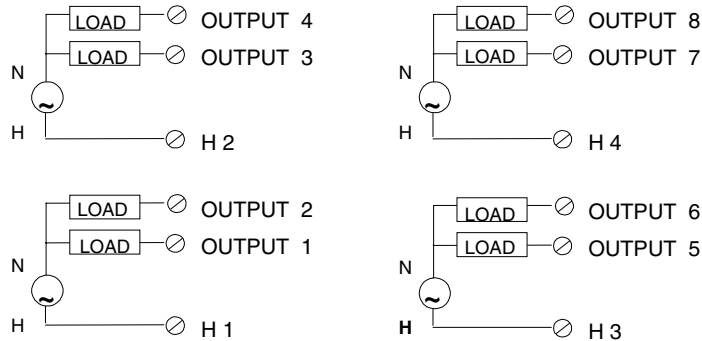 LOAD OUTPUT 4
LOAD OUTPUT 3
N
~
H
H 2
LOAD OUTPUT 8
LOAD OUTPUT 7
N
~
H
H 4
LOAD OUTPUT 2
LOAD OUTPUT 1
N
~
H
H 1
LOAD OUTPUT 6
LOAD OUTPUT 5
N
~
H
H 3